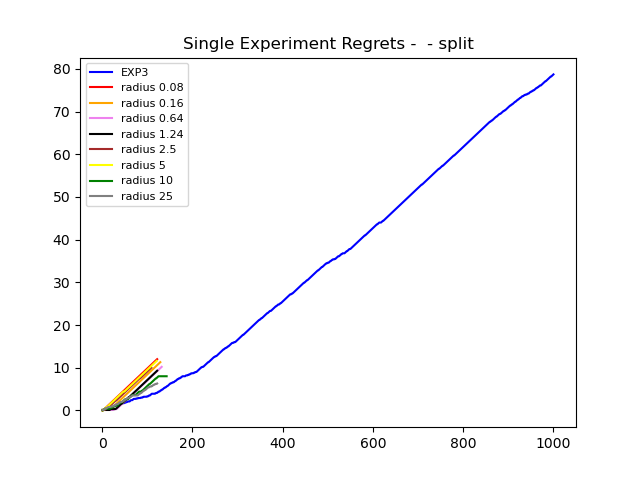 Single Experiment Regrets -  - split
80
70
60
50
40
30
20
10
0
EXP3
radius 0.08
radius 0.16
radius 0.64
radius 1.24
radius 2.5
radius 5
radius 10
radius 25
0 200 400 600 800 1000